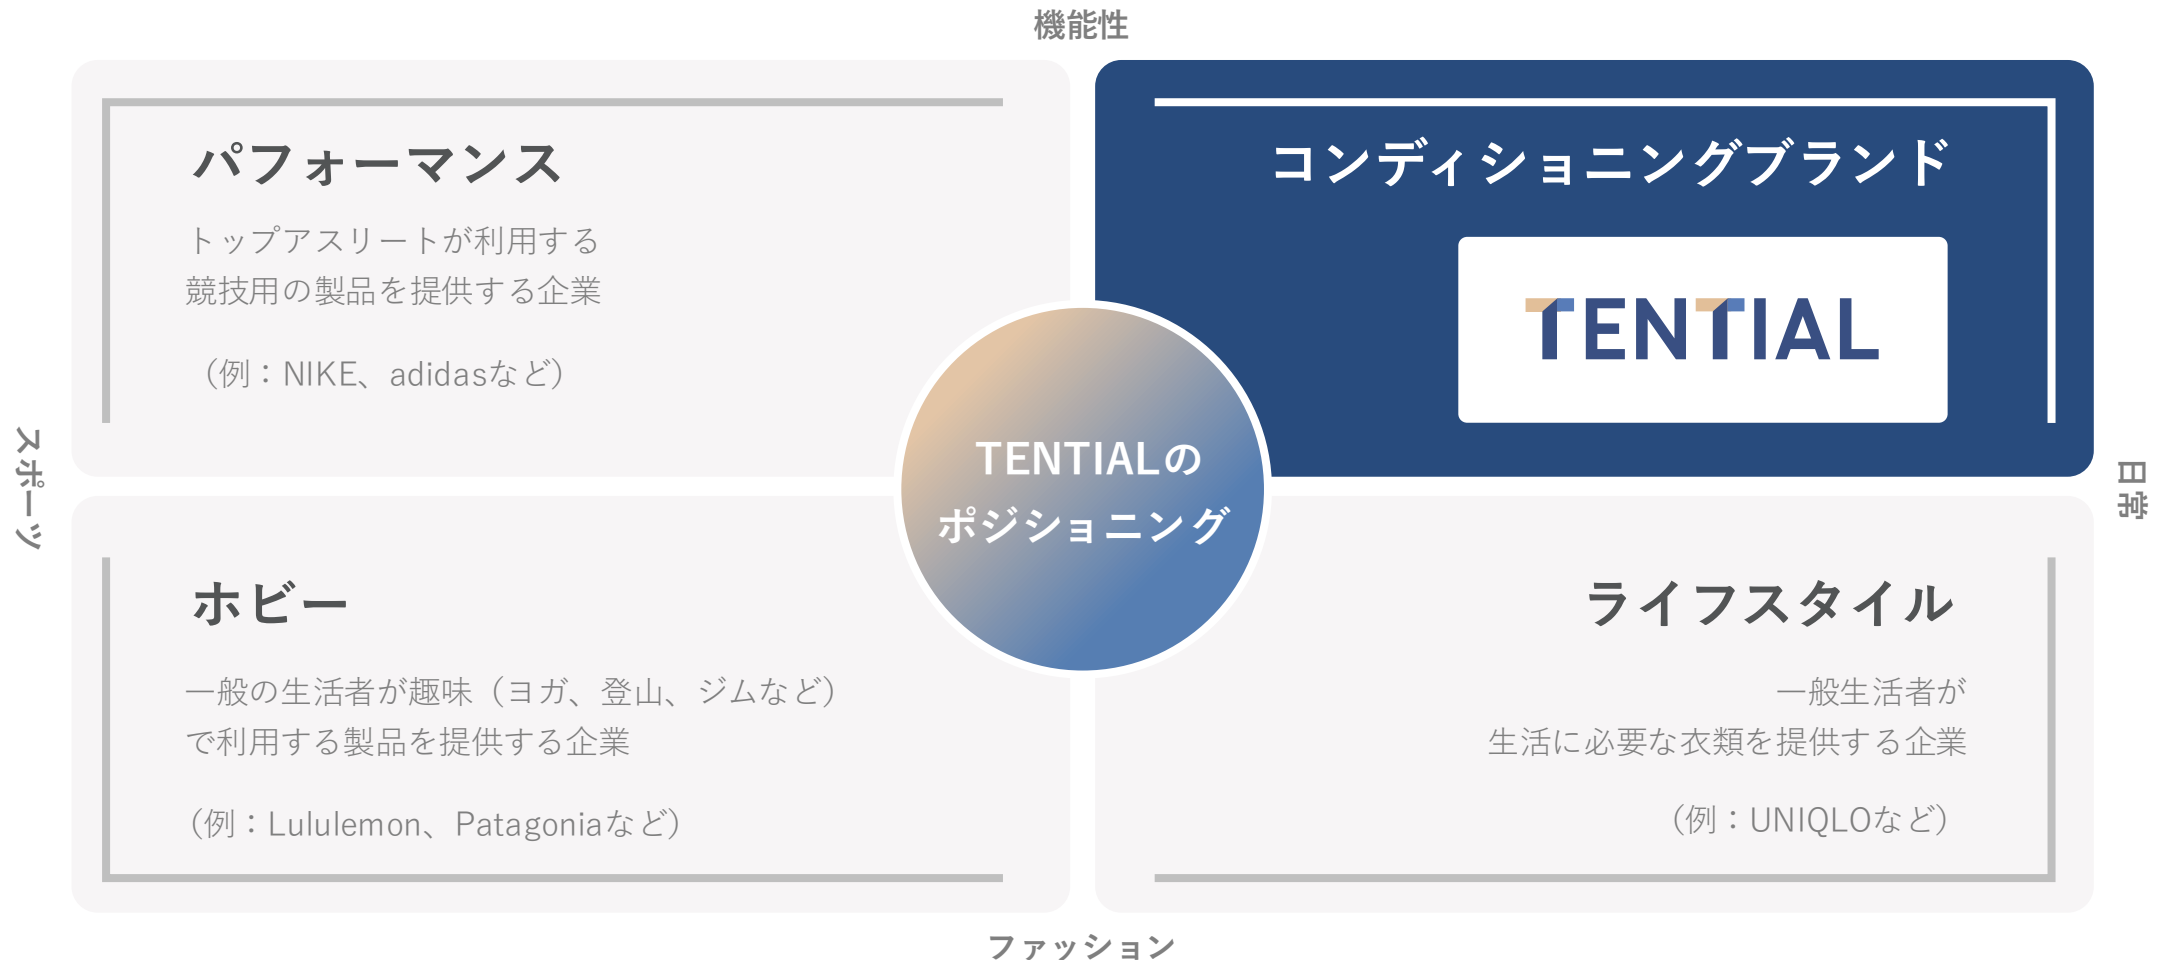 機能性
パフォーマンス
トップアスリートが利用する
競技用の製品を提供する企業
（例：NIKE、adidasなど）
コンディショニングブランド
TENTIAL
スポーツ
TENTIALの
ポジショニング
日常
ホビー
一般の生活者が趣味（ヨガ、登山、ジムなど）
で利用する製品を提供する企業
（例：Lululemon、Patagoniaなど）
ライフスタイル
一般生活者が
生活に必要な衣類を提供する企業
（例：UNIQLOなど）
ファッション